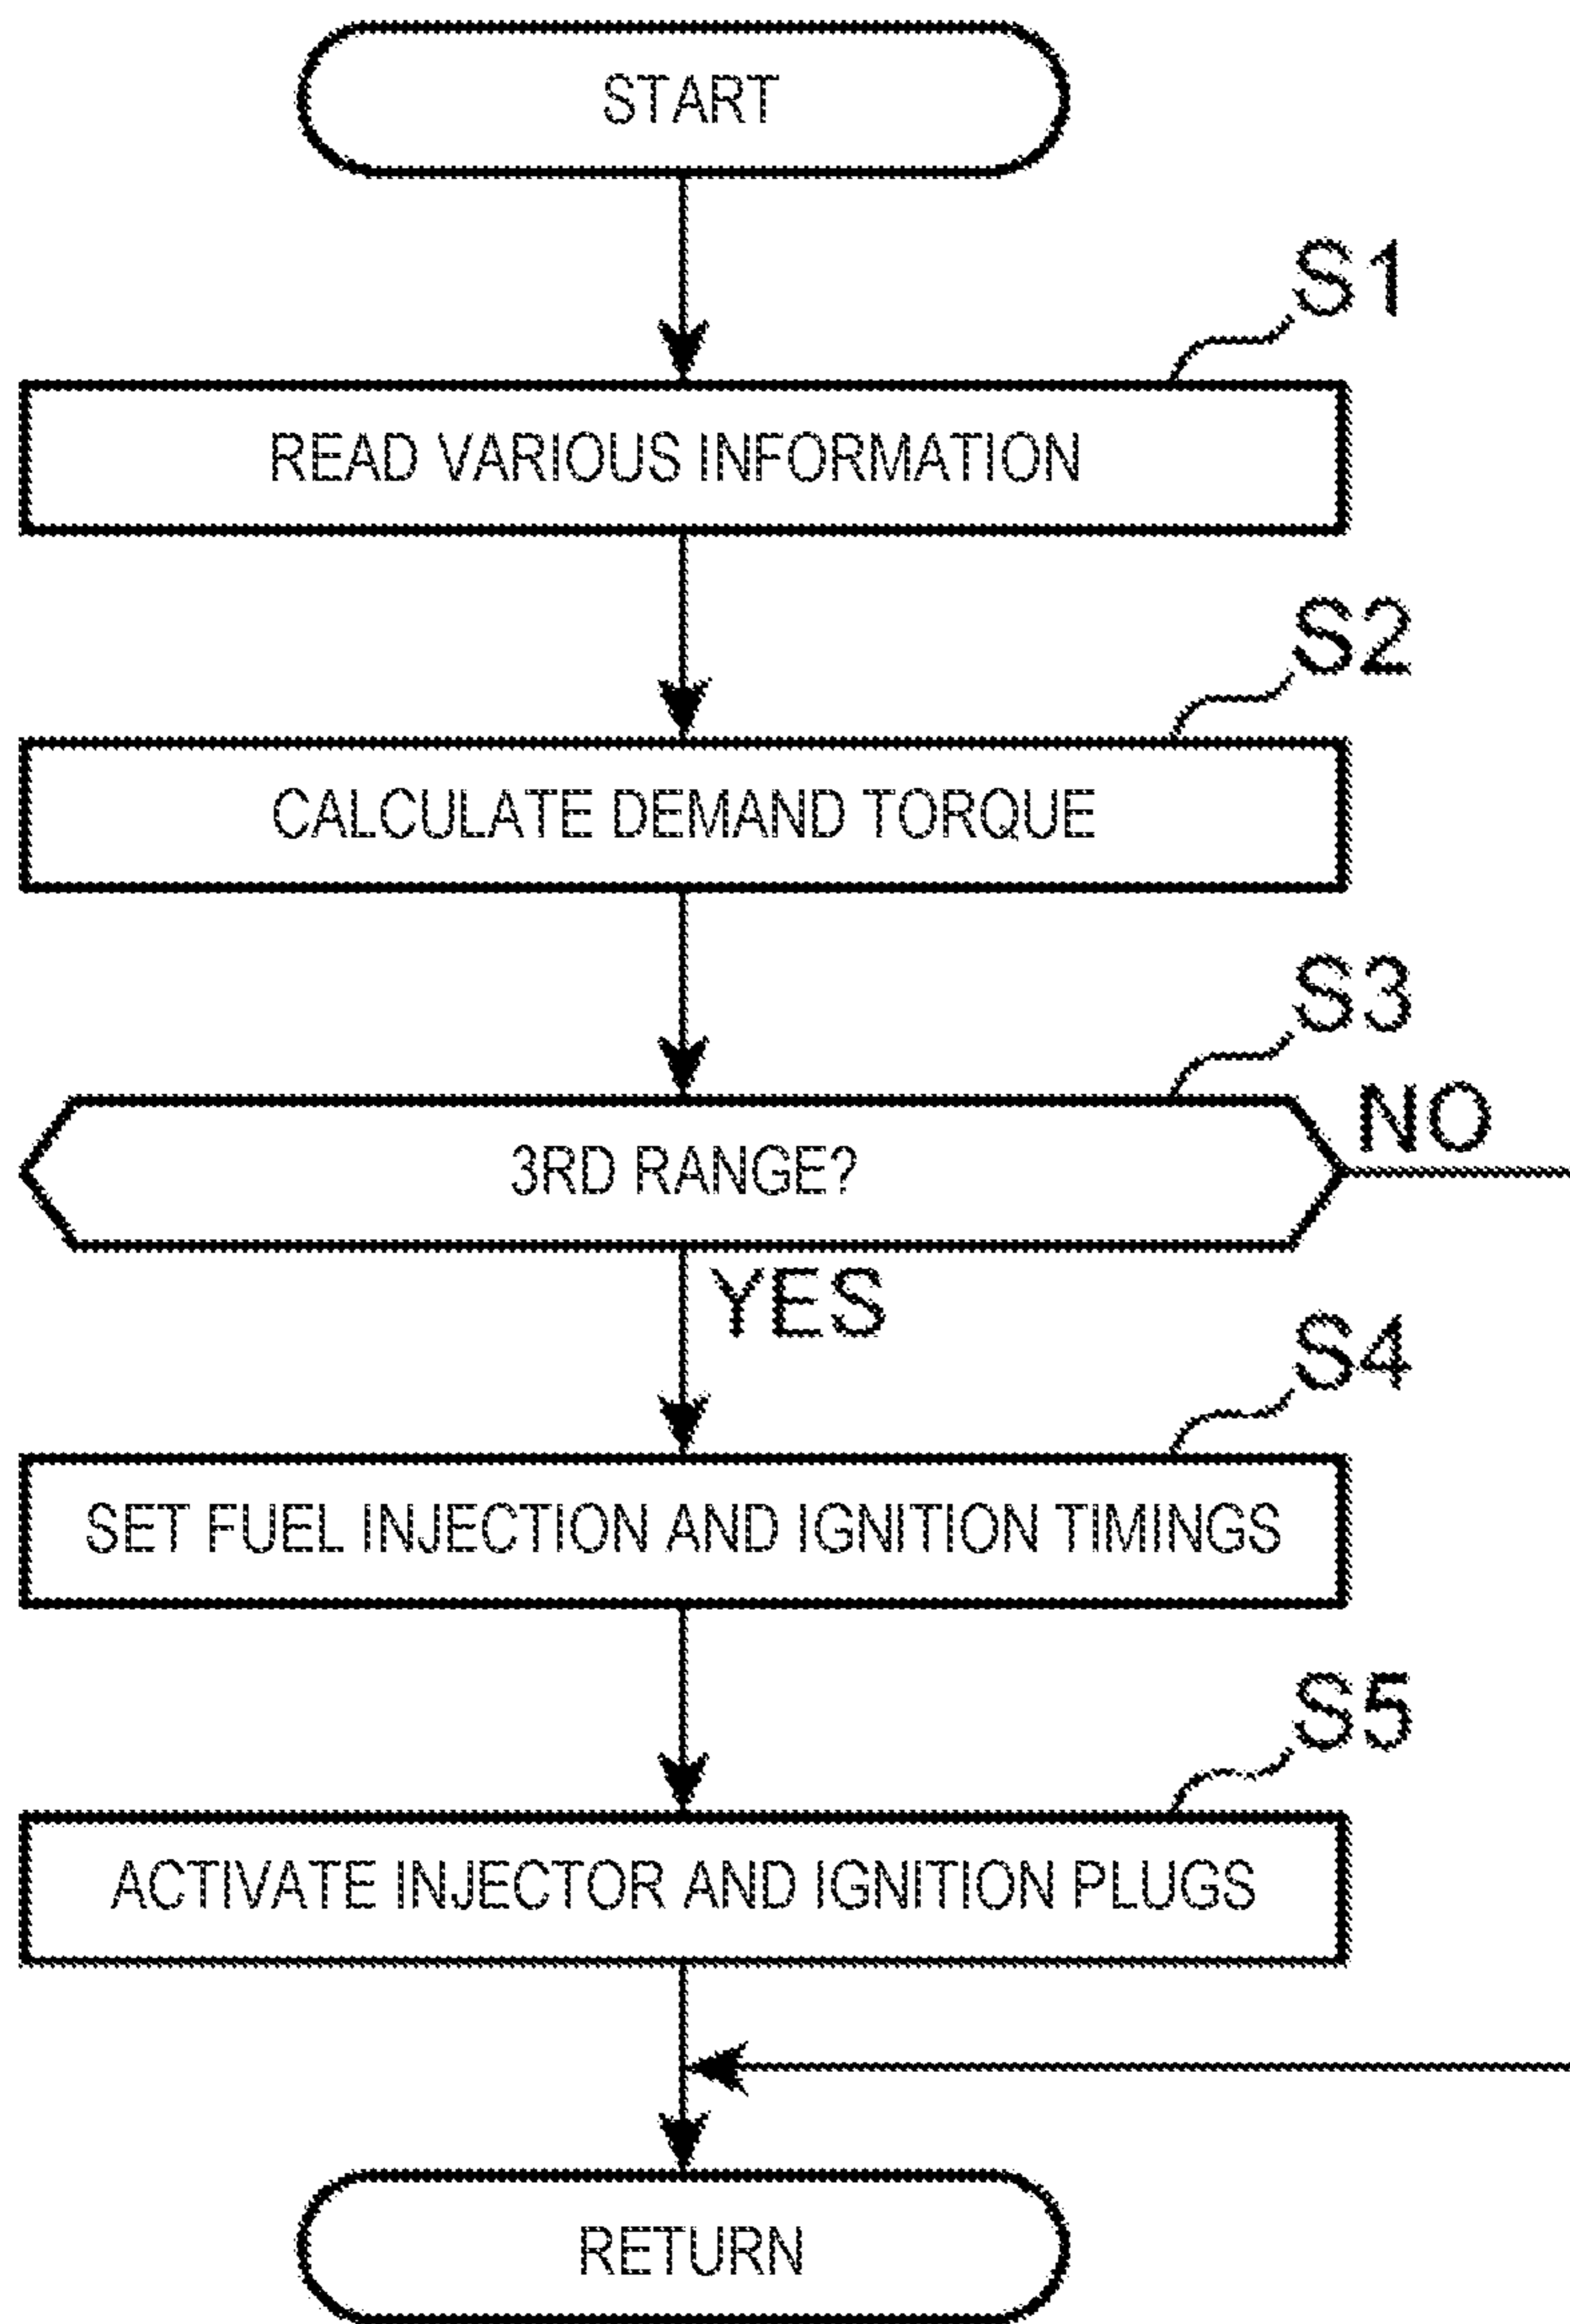 START
S1
READ VARIOUS INFORMATION
S2
CALCULATE DEMAND TORQUE
S3
3RD RANGE?
NO
YES
S4
SET FUEL INJECTION AND IGNITION TIMINGS
S5
ACTIVATE INJECTOR AND IGNITION PLUGS
RETURN